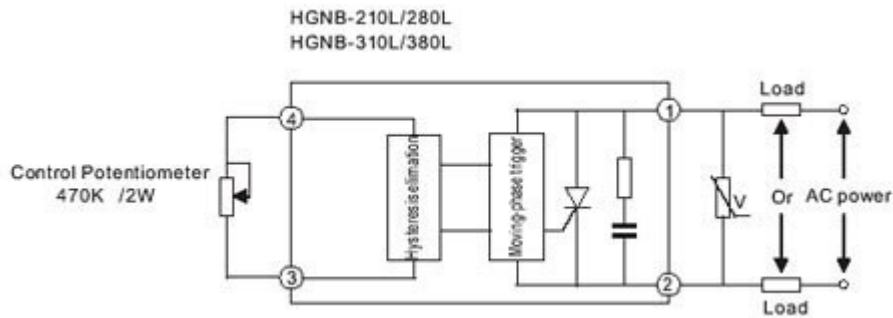 HGNB-210L/280L
HGNB-310L/380L
Load
4
1
Control Potentiometer
470K /2W
Hysteresis elimation
Moving-phase trigger
V
Or
AC power
3
2
Load